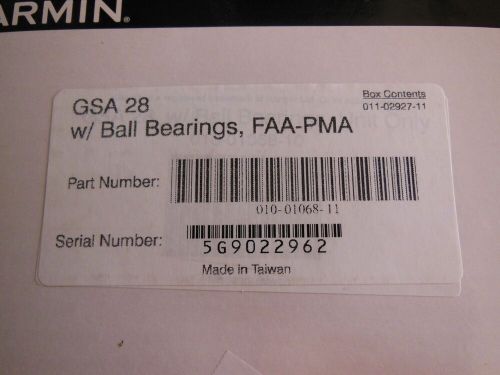 ARMIN®
GSA 28
w/ Ball Bearings, FAA-PMA
Box Contents
011-02927-11
Part Number:
010-01068-11
Serial Number:
5G9022962
Made in Taiwan